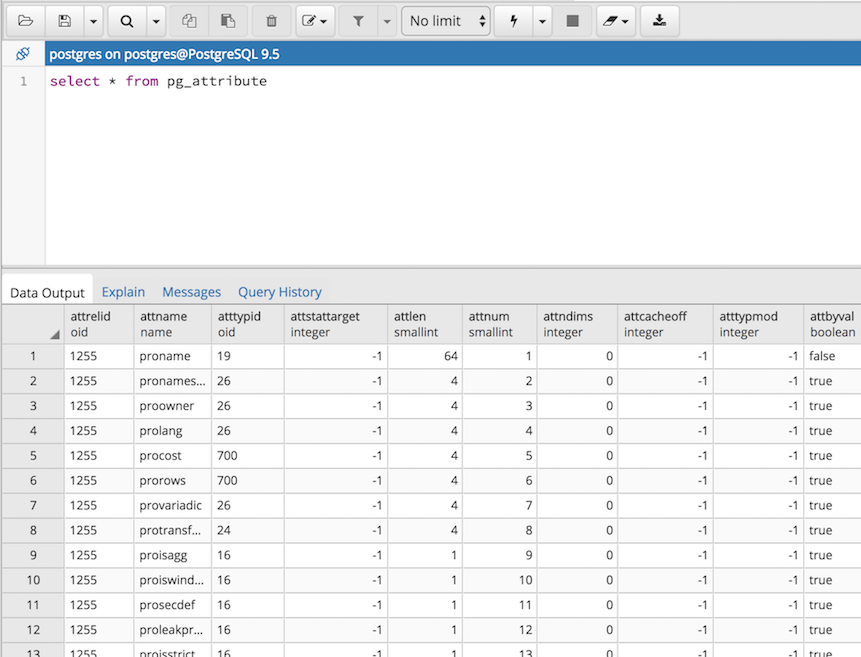 No limit
postgres on postgres@PostgreSQL 9.5
1 select * from pg_attribute
Data Output Explain Messages Query History
attrelid attname atttypid attstattarget attlen attnum attndims attcacheoff atttypmod attbyval
oid name oid integer smallint smallint integer integer integer boolean
1 1255 proname 19 -1 64 1 0 -1 -1 false
2 1255 pronames... 26 -1 4 2 0 -1 -1 true
3 1255 proowner 26 -1 4 3 0 -1 -1 true
4 1255 prolang 26 -1 4 4 0 -1 -1 true
5 1255 procost 700 -1 4 5 0 -1 -1 true
6 1255 prorows 700 -1 4 6 0 -1 -1 true
7 1255 provariadic 26 -1 4 7 0 -1 -1 true
8 1255 protransf... 24 -1 4 8 0 -1 -1 true
9 1255 proisagg 16 -1 1 9 0 -1 -1 true
10 1255 proiswind... 16 -1 1 10 0 -1 -1 true
11 1255 prosecdef 16 -1 1 11 0 -1 -1 true
12 1255 proleakpr... 16 -1 1 12 0 -1 -1 true
13 1255 proisstrict 16 -1 1 13 0 -1 -1 true